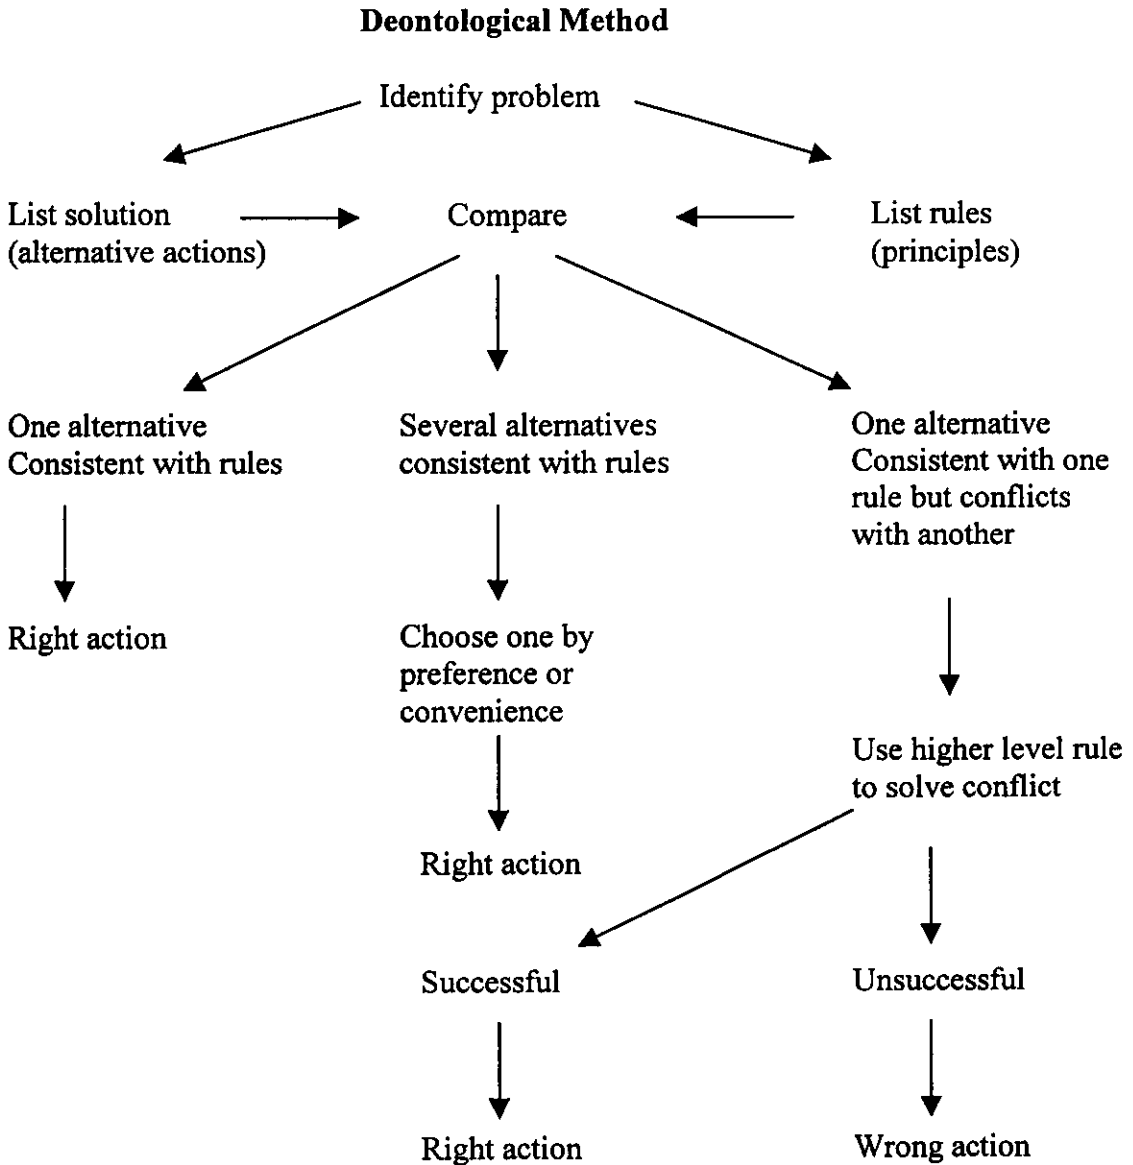 Deontological Method
Identify problem
List solution
(alternative actions)
Compare
List rules
(principles)
One alternative
Consistent with rules
Several alternatives
consistent with rules
One alternative
Consistent with one
rule but conflicts
with another
Right action
Choose one by
preference or
convenience
Use higher level rule
to solve conflict
Right action
Successful
Unsuccessful
Right action
Wrong action